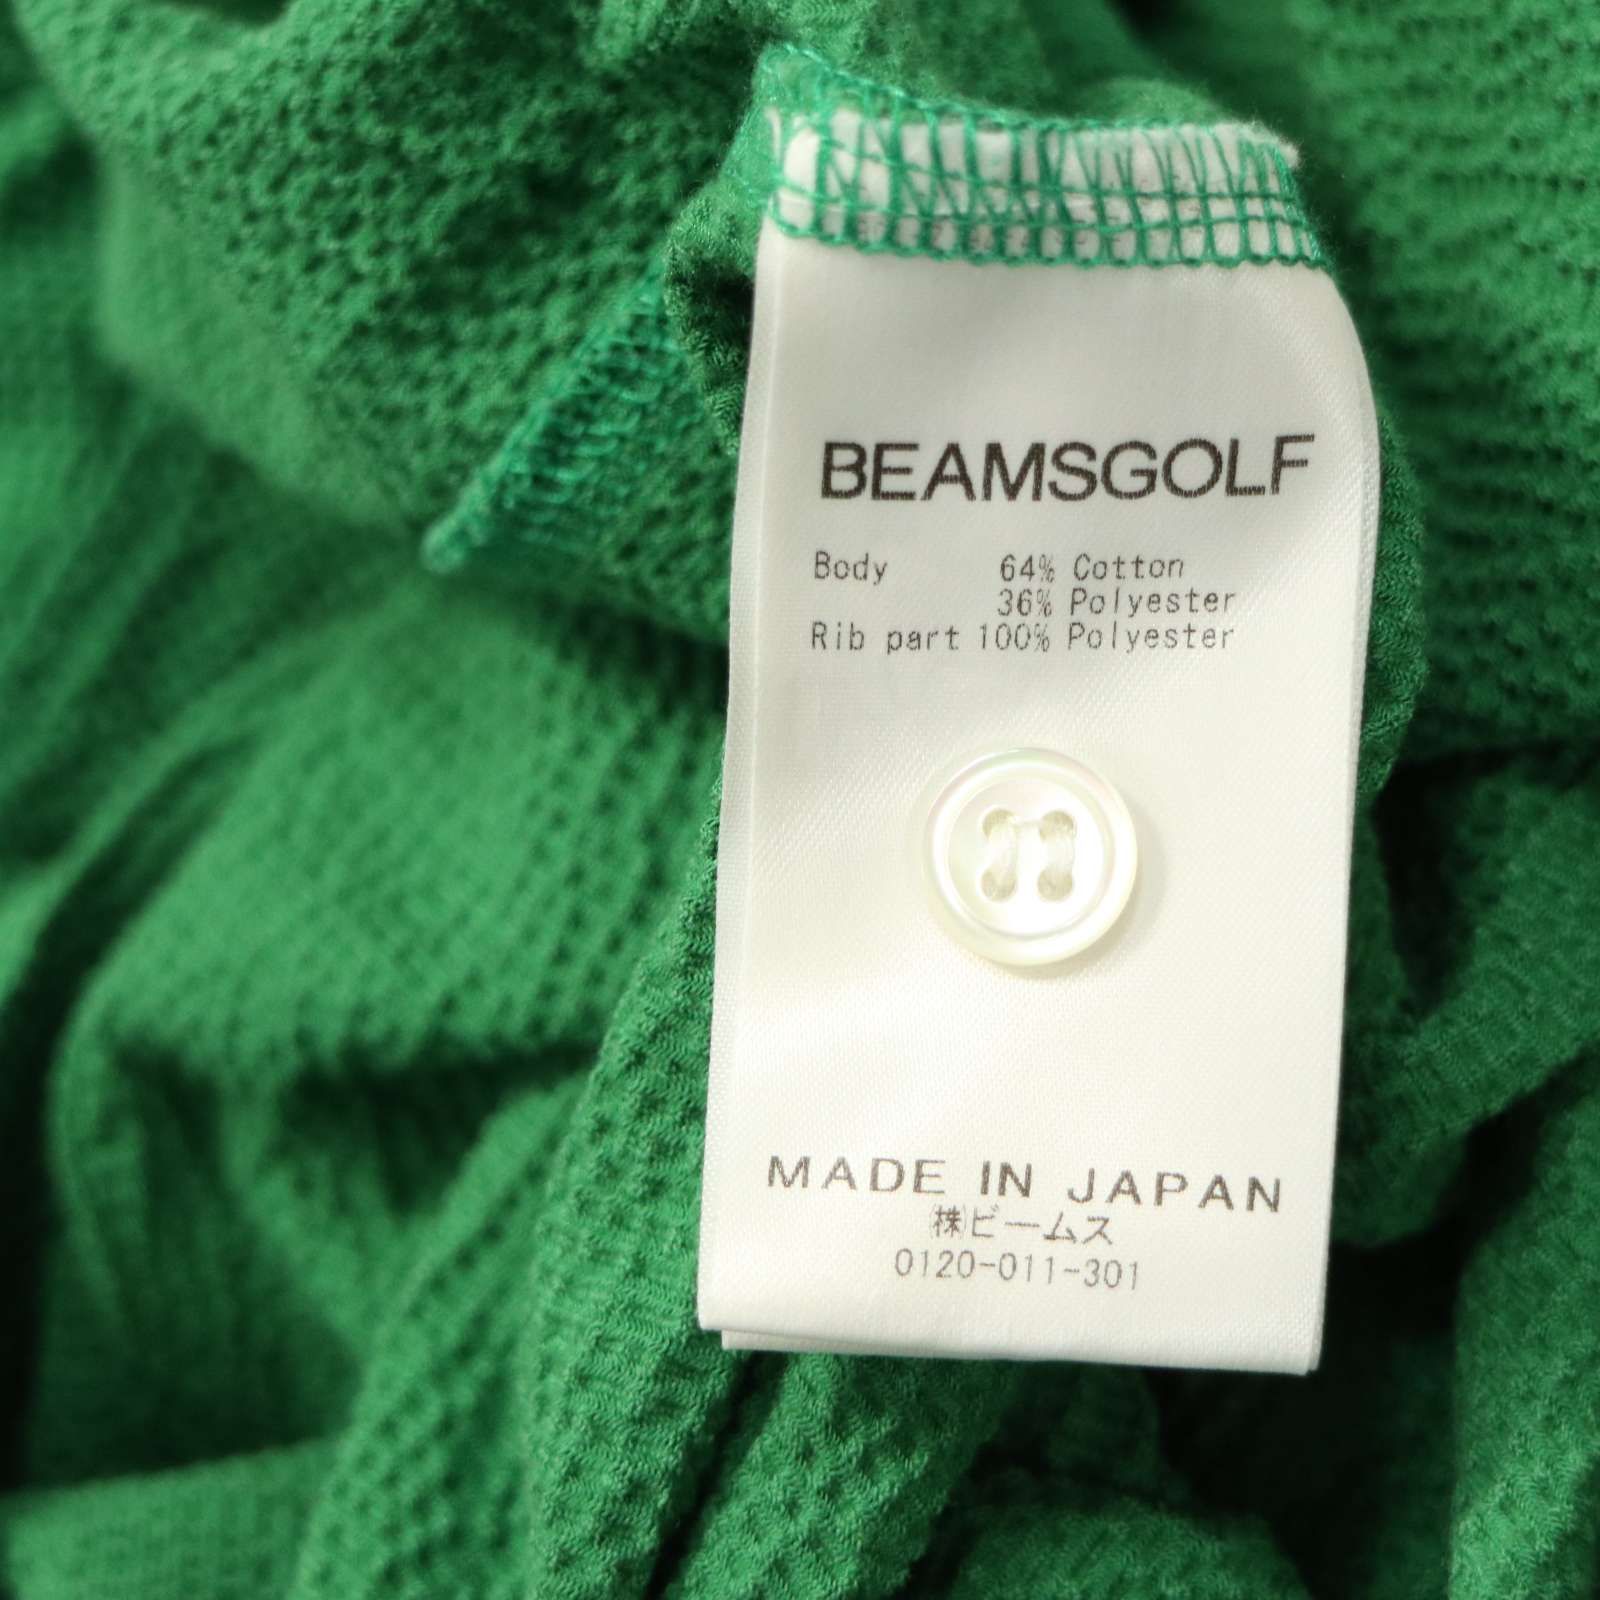 BEAMSGOLF
Body 64% Cotton
36% Polyester
Rib part 100% Polyester
MADE IN JAPAN
㈱ビームス
0120-011-301